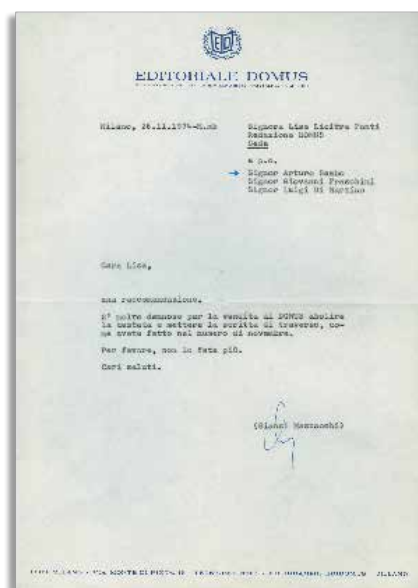 EDITORIALE DOMUS
Milano, 26.11.1974-M.mb
Signora Lisa Licitra Ponti
Redazione DOMUS
Sede
e p.c.
Signor Arturo
Signor Giovanni Fraschini
Signor Luigi Di Martino
Cara Lisa,
una raccomandazione.
E' molto dannoso per la vendita di DOMUS abolire
la testata e mettere la scritta di traverso, co-
me avete fatto nel numero di novembre.
Per favore, non lo fate più.
Cari saluti.
(Gianni Mazzocchi)